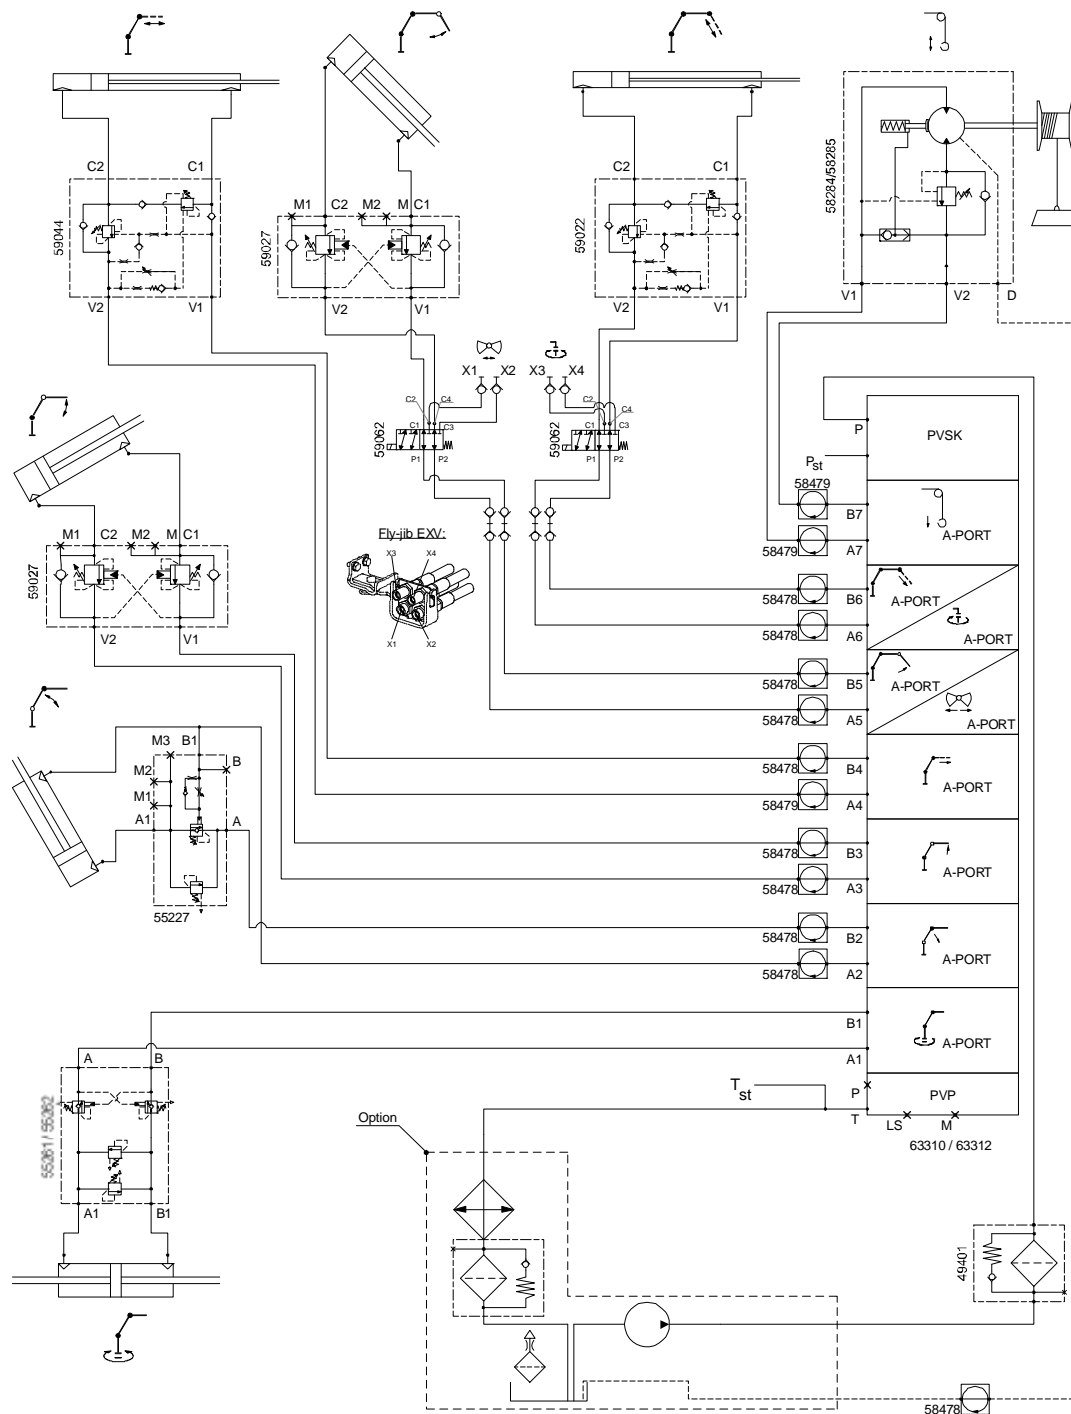 C2
C1
59044
V2
V1
M1
C2
M2
M
C1
59027
V2
V1
C2
C1
59022
V2
V1
58284/58285
V1
V2
D
X1
X2
X3
X4
C2
C4
C1
C3
59062
P1
P2
C2
C4
C1
C3
59062
P1
P2
P
PVSK
Pst
58479
B7
A-PORT
58479
A7
Fly-jib EXV:
X3
X4
X1
X2
M1
C2
M2
M
C1
59027
V2
V1
B6
A-PORT
58478
A6
58478
A-PORT
B5
A-PORT
58478
A5
58478
A-PORT
M3
B1
B
M2
M1
A1
A
55227
B4
58478
A-PORT
58479
A4
B3
58478
A-PORT
58478
A3
B2
58478
A-PORT
58478
A2
B1
A-PORT
A1
A
B
55261 / 55262
A1
B1
Tst
P
PVP
T
LS
M
63310 / 63312
Option
49401
58478